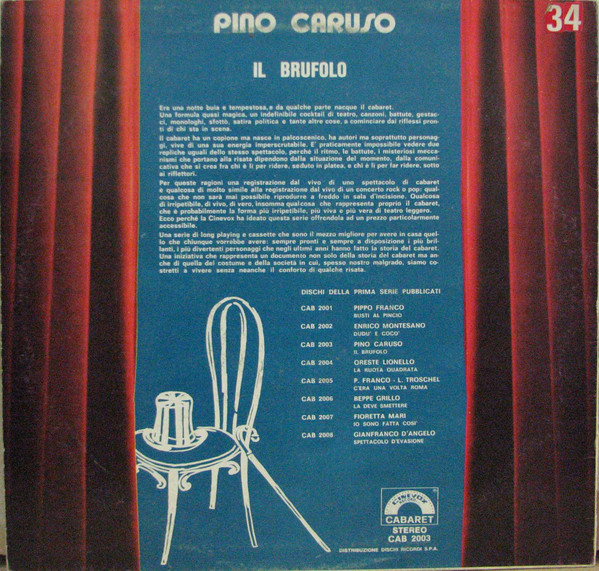 PINO CARUSO
34
IL BRUFOLO
Era una notte buia e tempestosa, e da qualche parte nacque il cabaret.
Una formula quasi magica, un indefinibile cocktail di teatro, canzoni, battute, gestac-
ci, monologhi, sfottò, satira politica e tante altre cose, a cominciare dai riflessi pron-
ti di chi sta in scena.
Il cabaret ha un copione ma nasce in palcoscenico, ha autori ma soprattutto personag-
gi, vive di una sua energia imperscrutabile. E' praticamente impossibile vedere due
repliche uguali dello stesso spettacolo, perché il ritmo, le battute, i misteriosi mecca-
nismi che portano alla risata dipendono dalla situazione del momento, dalla comuni-
cativa che si crea fra chi è lì per ridere, seduto in platea, e chi è lì per far ridere, sotto
ai riflettori.
Per queste ragioni una registrazione dal vivo di uno spettacolo di cabaret
è qualcosa di molto simile alla registrazione dal vivo di un concerto rock o pop: qual-
cosa che non sarà mai possibile riprodurre a freddo in sala d'incisione. Qualcosa
di irripetibile, di vivo, di vero, insomma qualcosa che rappresenta proprio il cabaret,
che è probabilmente la forma più irripetibile, più viva e più vera di teatro leggero.
Ecco perché la Cinevox ha ideato questa serie offrendola ad un prezzo particolarmente
accessibile.
Una serie di long playing e cassette che sono il mezzo migliore per avere in casa quel-
lo che chiunque vorrebbe avere: sempre pronti e sempre a disposizione i più bril-
lanti, i più divertenti personaggi che negli ultimi anni hanno fatto la storia del cabaret.
Una iniziativa che rappresenta un documento non solo della storia del cabaret ma an-
che di quella del costume e della società in cui, spesso nostro malgrado, siamo co-
stretti a vivere senza neanche il conforto di qualche risata.
DISCHI DELLA PRIMA SERIE PUBBLICATI
CAB 2001 PIPPO FRANCO
BUSTI AL PINCIO
CAB 2002 ENRICO MONTESANO
DUDU' E COCO'
CAB 2003 PINO CARUSO
IL BRUFOLO
CAB 2004 ORESTE LIONELLO
LA RUOTA QUADRATA
CAB 2005 P. FRANCO - L. TROSCHEL
C'ERA UNA VOLTA ROMA
CAB 2006 BEPPE GRILLO
LA DEVE SMETTERE
CAB 2007 FIORETTA MARI
IO SONO FATTA COSI'
CAB 2008 GIANFRANCO D'ANGELO
SPETTACOLO D'EVASIONE
CINEVOX
CABARET
STEREO
CAB 2003
DISTRIBUZIONE DISCHI RICORDI S.P.A.